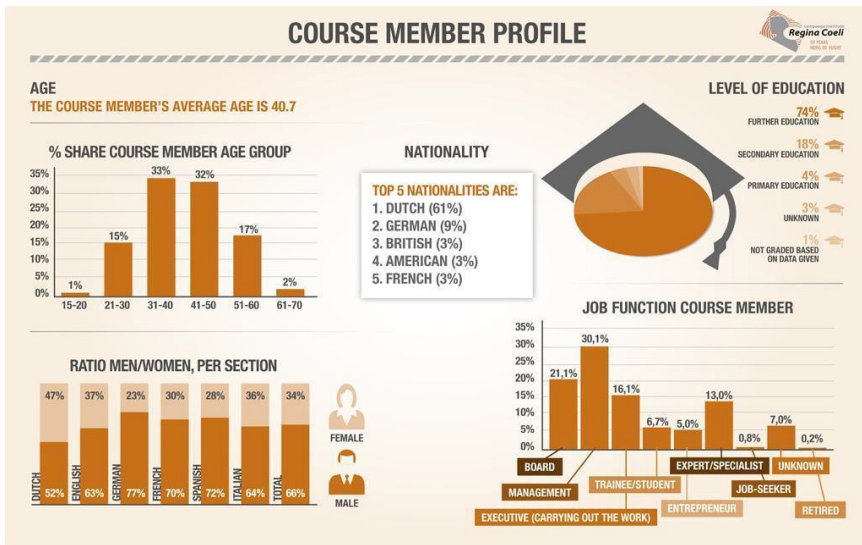 COURSE MEMBER PROFILE
Language Institute
Regina Coeli
50 YEARS
MORE OF INSIGHT
AGE
THE COURSE MEMBER'S AVERAGE AGE IS 40.7
% SHARE COURSE MEMBER AGE GROUP
35%
30%
25%
20%
15%
10%
5%
0%
1%
15%
33%
32%
17%
2%
15-20
21-30
31-40
41-50
51-60
61-70
NATIONALITY
TOP 5 NATIONALITIES ARE:
1. DUTCH (61%)
2. GERMAN (9%)
3. BRITISH (3%)
4. AMERICAN (3%)
5. FRENCH (3%)
LEVEL OF EDUCATION
74%
FURTHER EDUCATION
18%
SECONDARY EDUCATION
4%
PRIMARY EDUCATION
3%
UNKNOWN
1%
NOT GRADED BASED
ON DATA GIVEN
RATIO MEN/WOMEN, PER SECTION
47%
37%
23%
30%
28%
36%
34%
DUTCH
ENGLISH
GERMAN
FRENCH
SPANISH
ITALIAN
TOTAL
52%
63%
77%
70%
72%
64%
66%
FEMALE
MALE
JOB FUNCTION COURSE MEMBER
35%
30%
25%
20%
15%
10%
5%
0%
21,1%
30,1%
16,1%
6,7%
5,0%
13,0%
0,8%
7,0%
0,2%
BOARD
MANAGEMENT
EXECUTIVE (CARRYING OUT THE WORK)
TRAINEE/STUDENT
ENTREPRENEUR
EXPERT/SPECIALIST
JOB-SEEKER
UNKNOWN
RETIRED